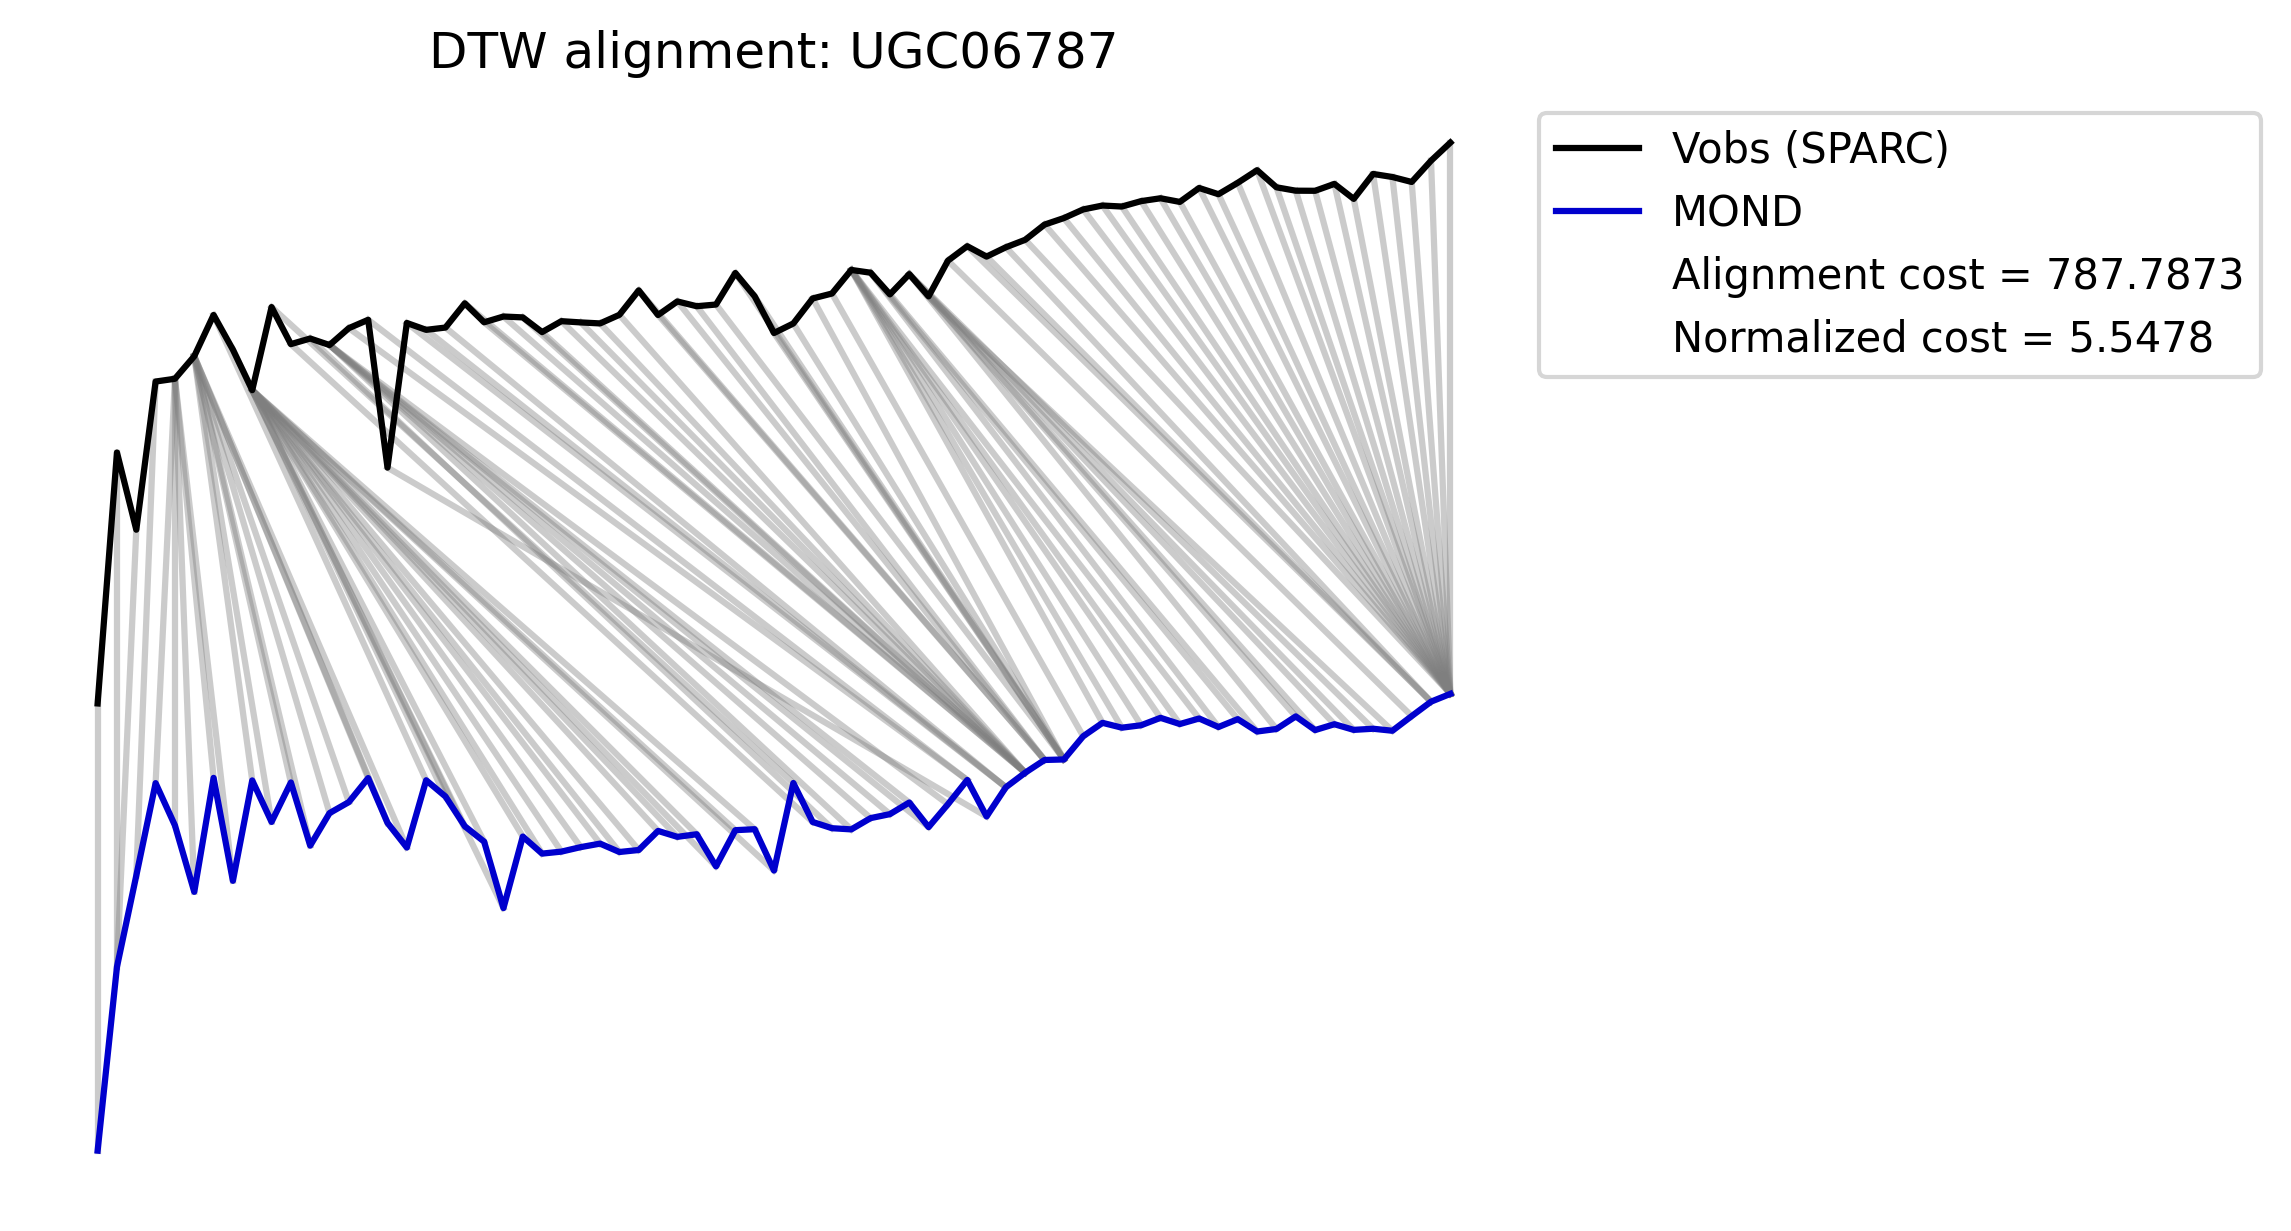 DTW alignment: UGC06787
Vobs (SPARC)
MOND
Alignment cost = 787.7873
Normalized cost = 5.5478